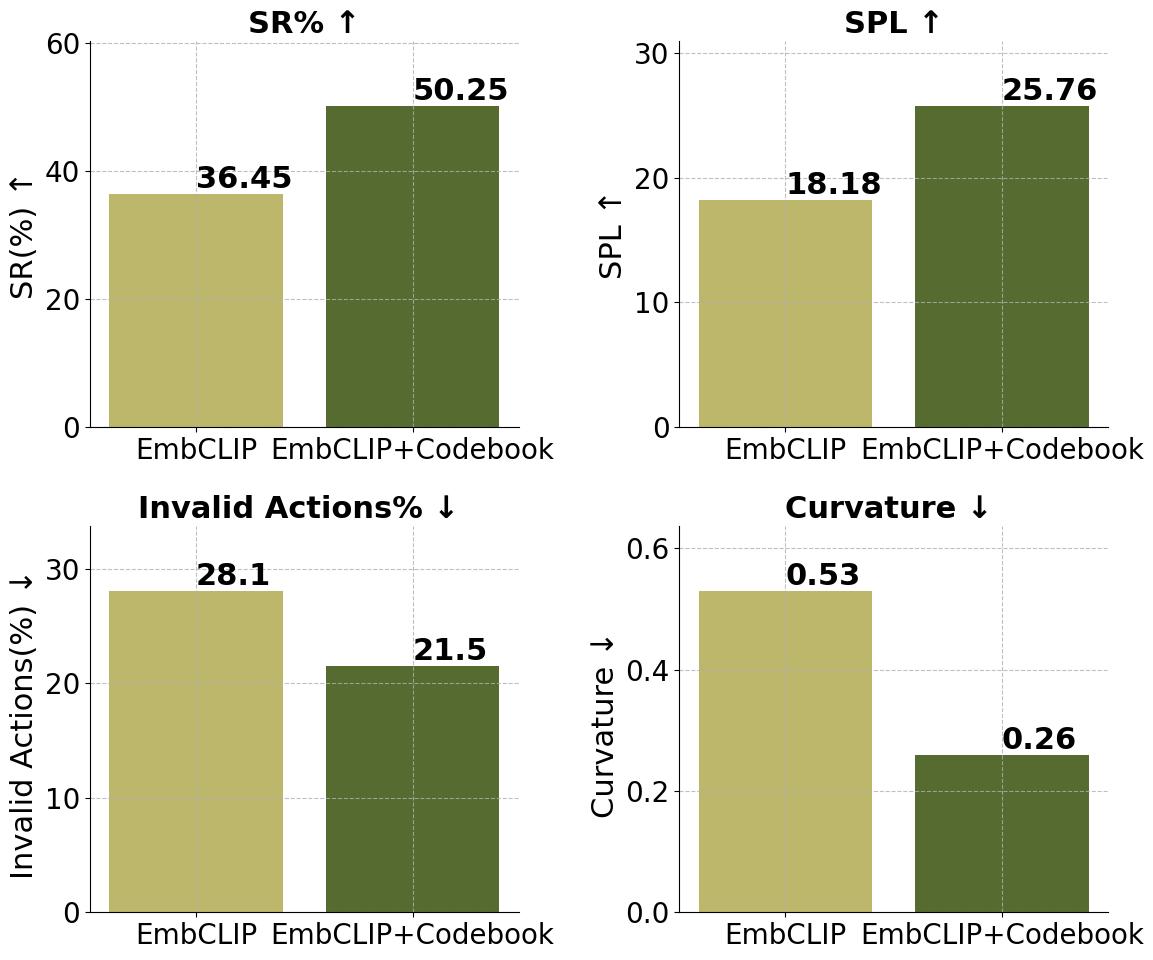 SR% ↑
SR(%) ↑
60
40
20
0
36.45
50.25
EmbCLIP
EmbCLIP+Codebook
SPL ↑
SPL ↑
30
20
10
0
18.18
25.76
EmbCLIP
EmbCLIP+Codebook
Invalid Actions% ↓
Invalid Actions(%) ↓
30
20
10
0
28.1
21.5
EmbCLIP
EmbCLIP+Codebook
Curvature ↓
Curvature ↓
0.6
0.4
0.2
0.0
0.53
0.26
EmbCLIP
EmbCLIP+Codebook